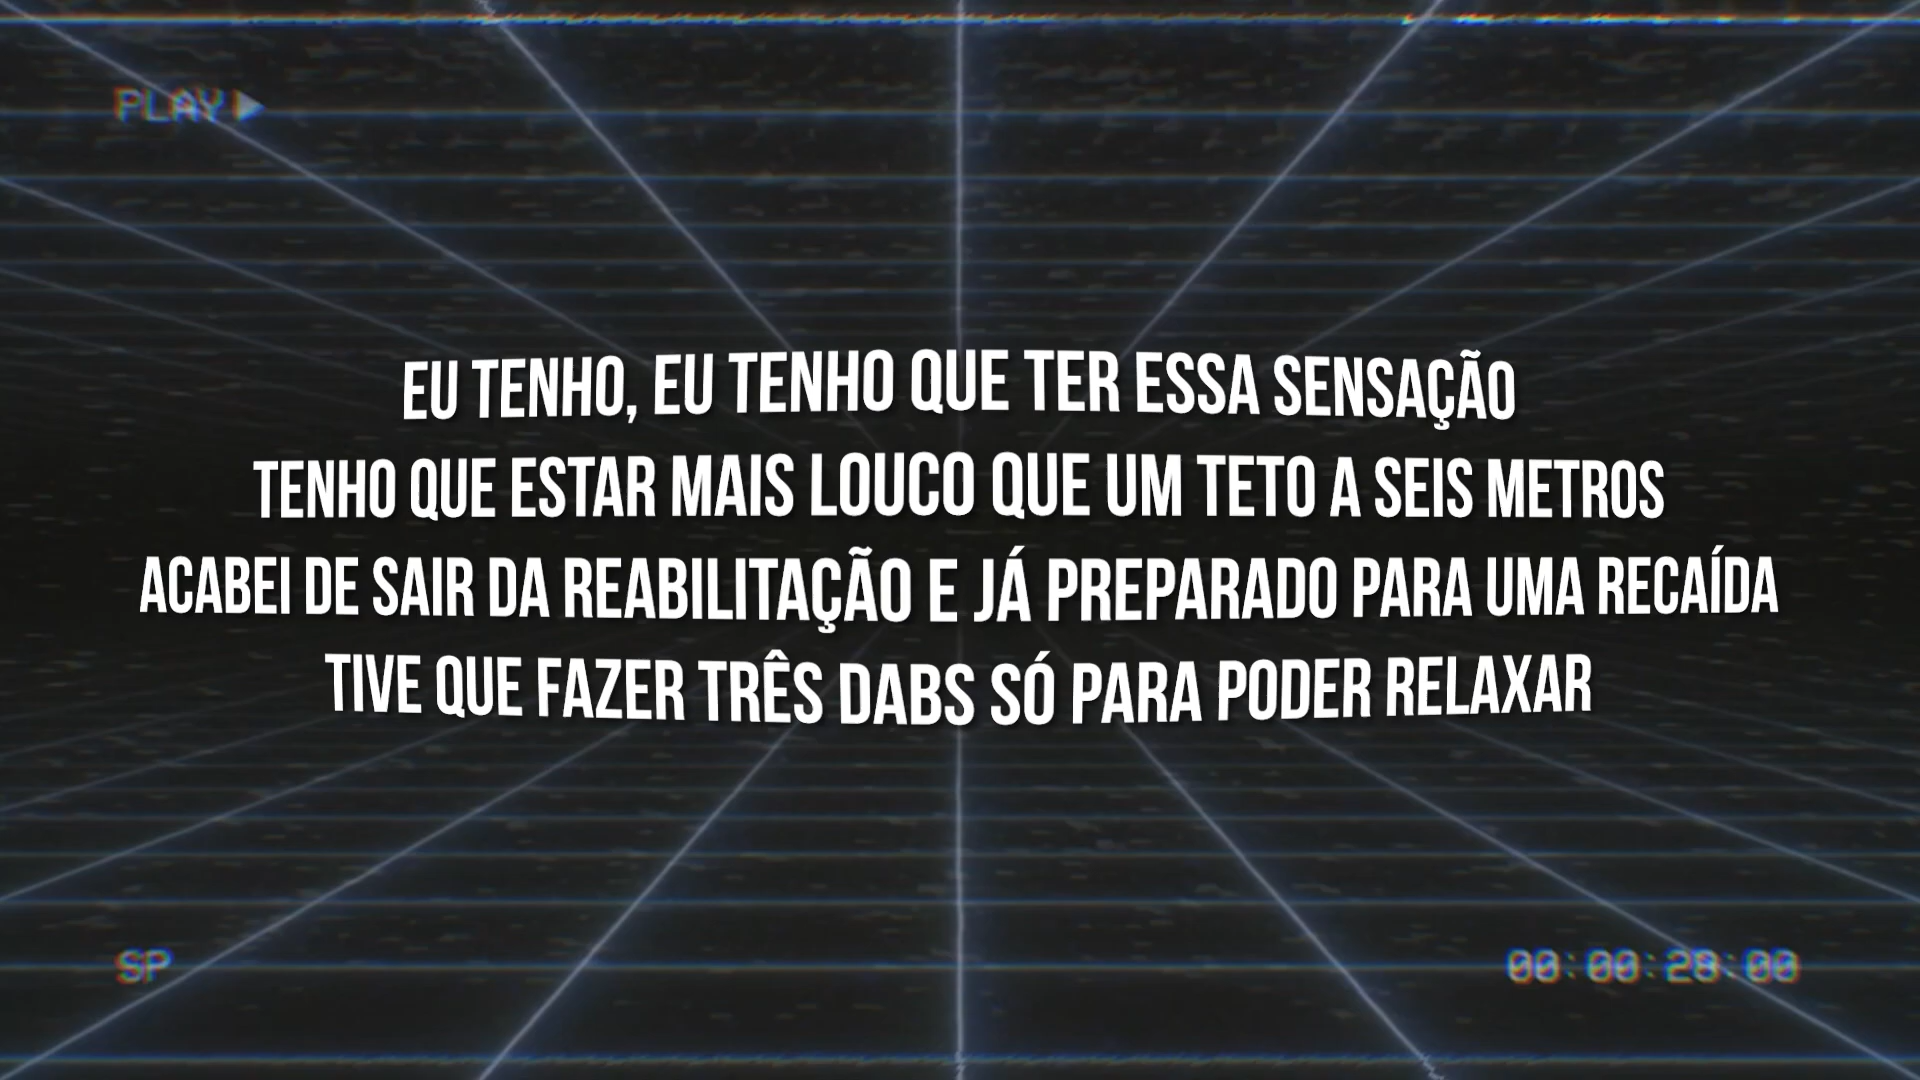 PLAY
EU TENHO, EU TENHO QUE TER ESSA SENSAÇÃO
TENHO QUE ESTAR MAIS LOUCO QUE UM TETO A SEIS METROS
ACABEI DE SAIR DA REABILITAÇÃO E JÁ PREPARADO PARA UMA RECAÍDA
TIVE QUE FAZER TRÊS DABS SÓ PARA PODER RELAXAR
SP
00:00:28:00